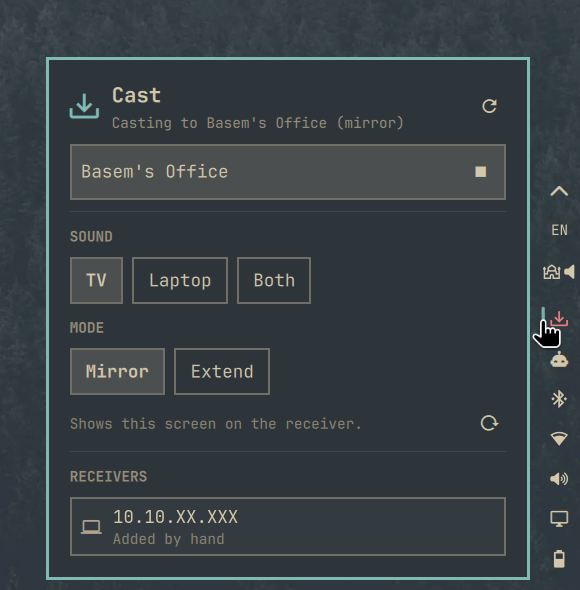 Cast
Casting to Basem's Office (mirror)
Basem's Office
SOUND
TV
Laptop
Both
MODE
Mirror
Extend
Shows this screen on the receiver.
RECEIVERS
10.10.XX.XXX
Added by hand
EN